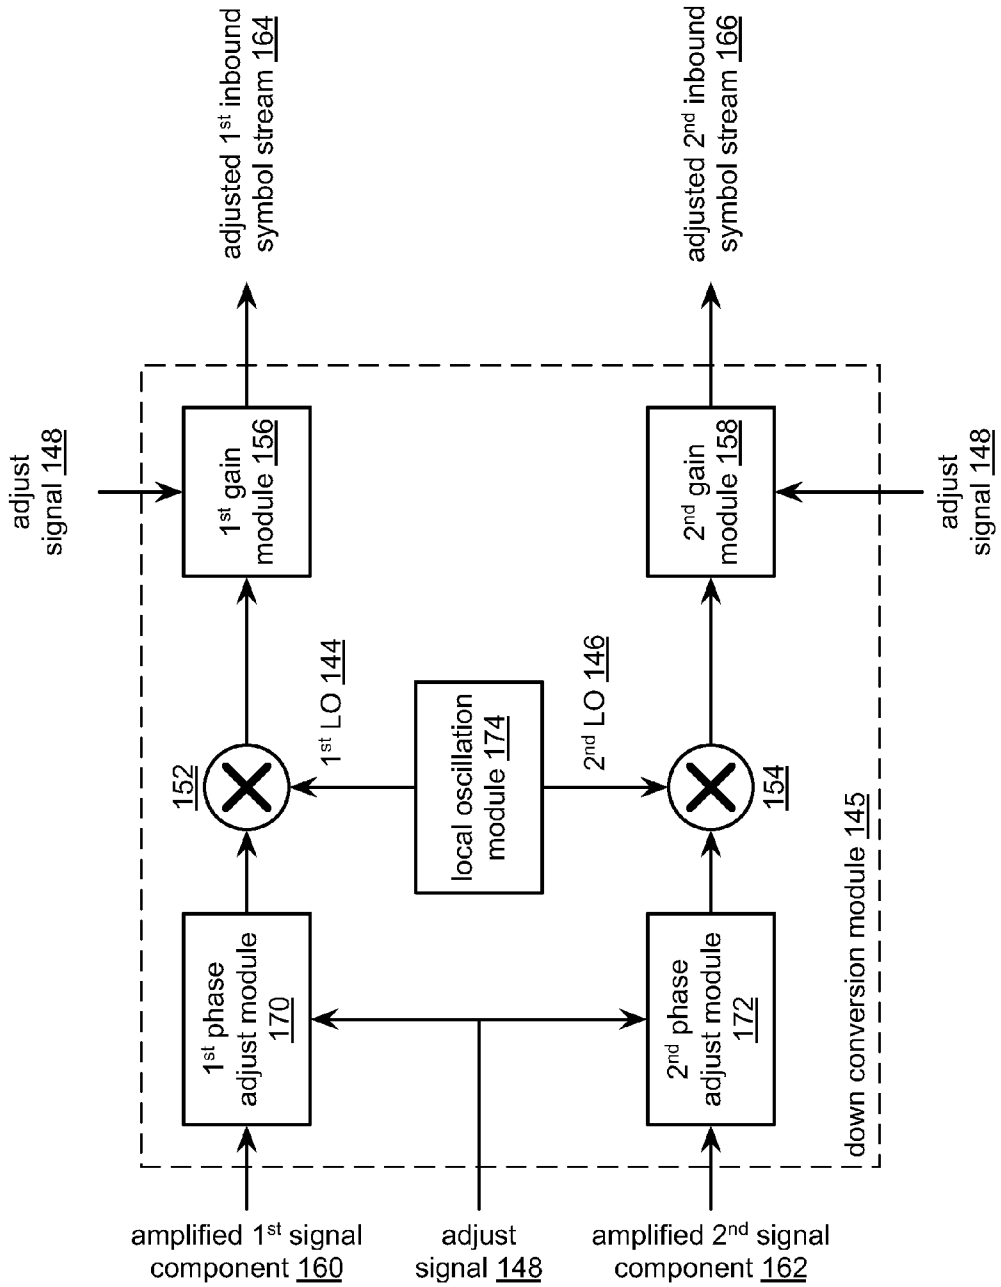 adjusted 1st inbound
symbol stream 164
adjusted 2nd inbound
symbol stream 166
adjust
signal 148
1st gain
module 156
2nd gain
module 158
adjust
signal 148
1st LO 144
2nd LO 146
152
local oscillation
module 174
154
1st phase
adjust module
170
2nd phase
adjust module
172
down conversion module 145
amplified 1st signal
component 160
adjust
signal 148
amplified 2nd signal
component 162